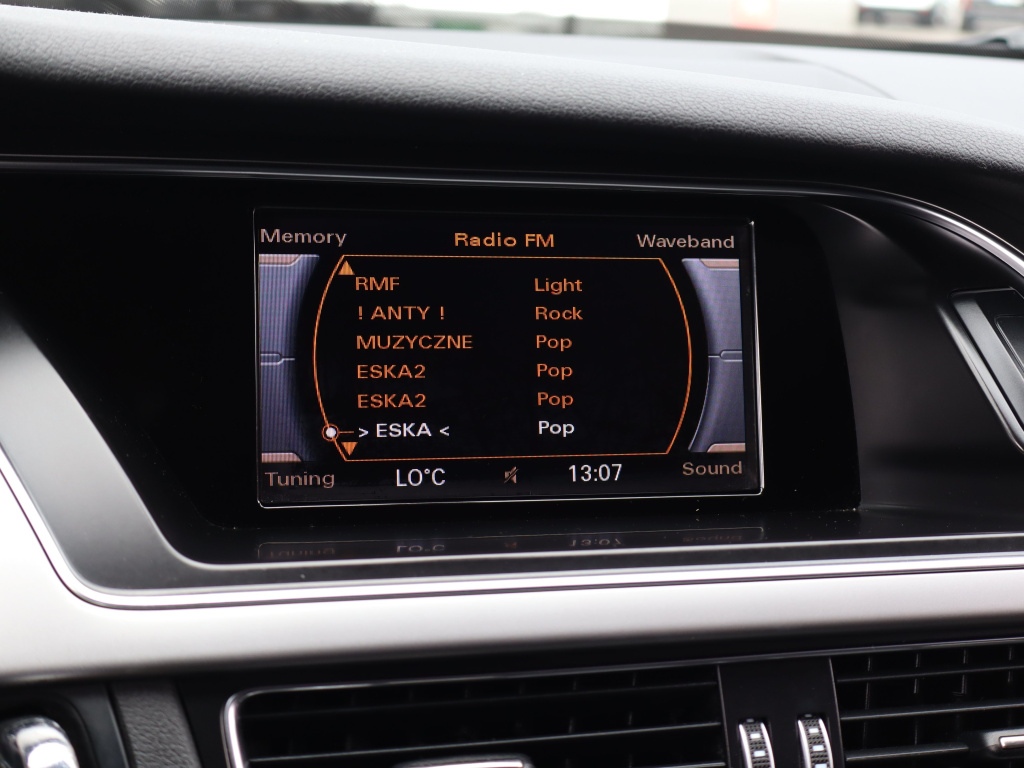 Memory Radio FM Waveband
RMF Light
! ANTY ! Rock
MUZYCZNE Pop
ESKA2 Pop
ESKA2 Pop
> ESKA < Pop
Tuning LO°C 13:07 Sound